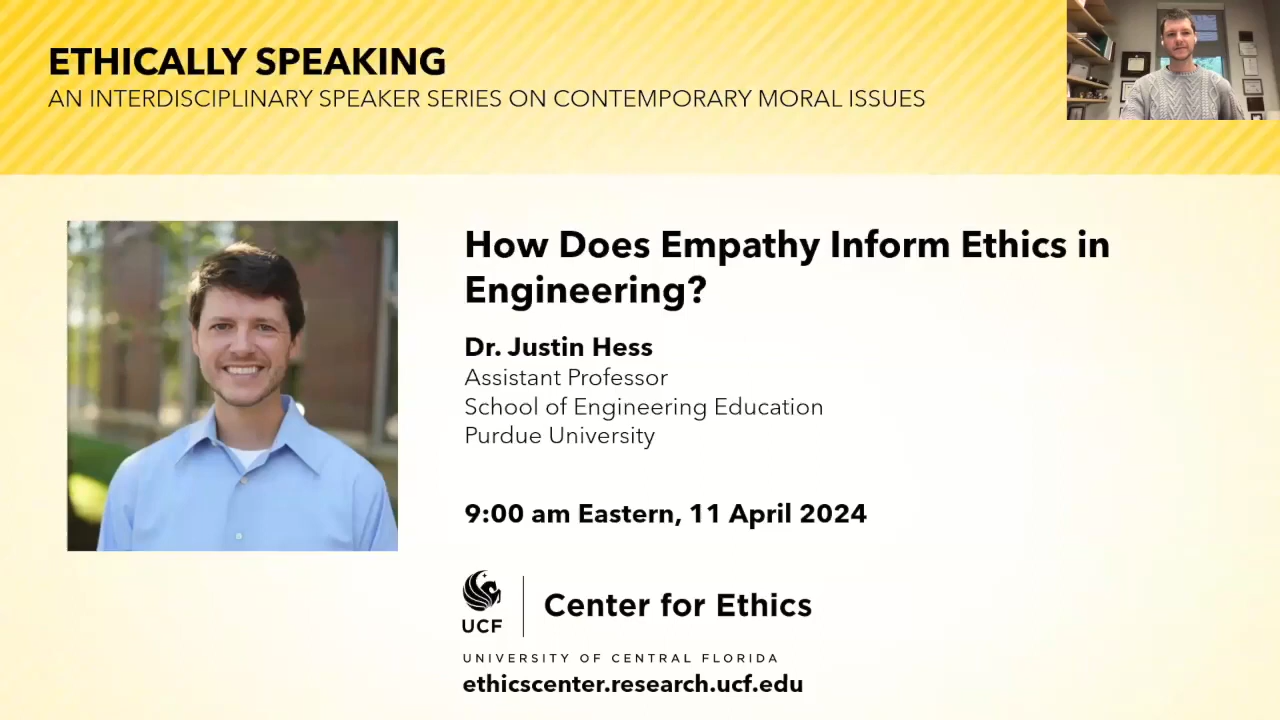 ETHICALLY SPEAKING
AN INTERDISCIPLINARY SPEAKER SERIES ON CONTEMPORARY MORAL ISSUES
How Does Empathy Inform Ethics in
Engineering?
Dr. Justin Hess
Assistant Professor
School of Engineering Education
Purdue University
9:00 am Eastern, 11 April 2024
UCF
Center for Ethics
UNIVERSITY OF CENTRAL FLORIDA
ethicscenter.research.ucf.edu